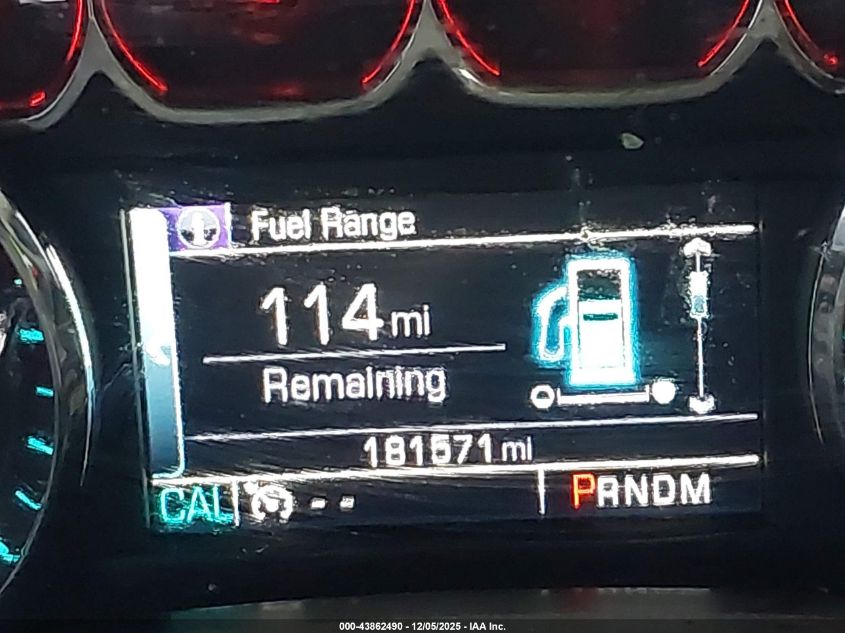 Fuel Range
114 mi
Remaining
181571 mi
CAL -- PRNDM
000-43862490 - 12/05/2025 - IAA Inc.